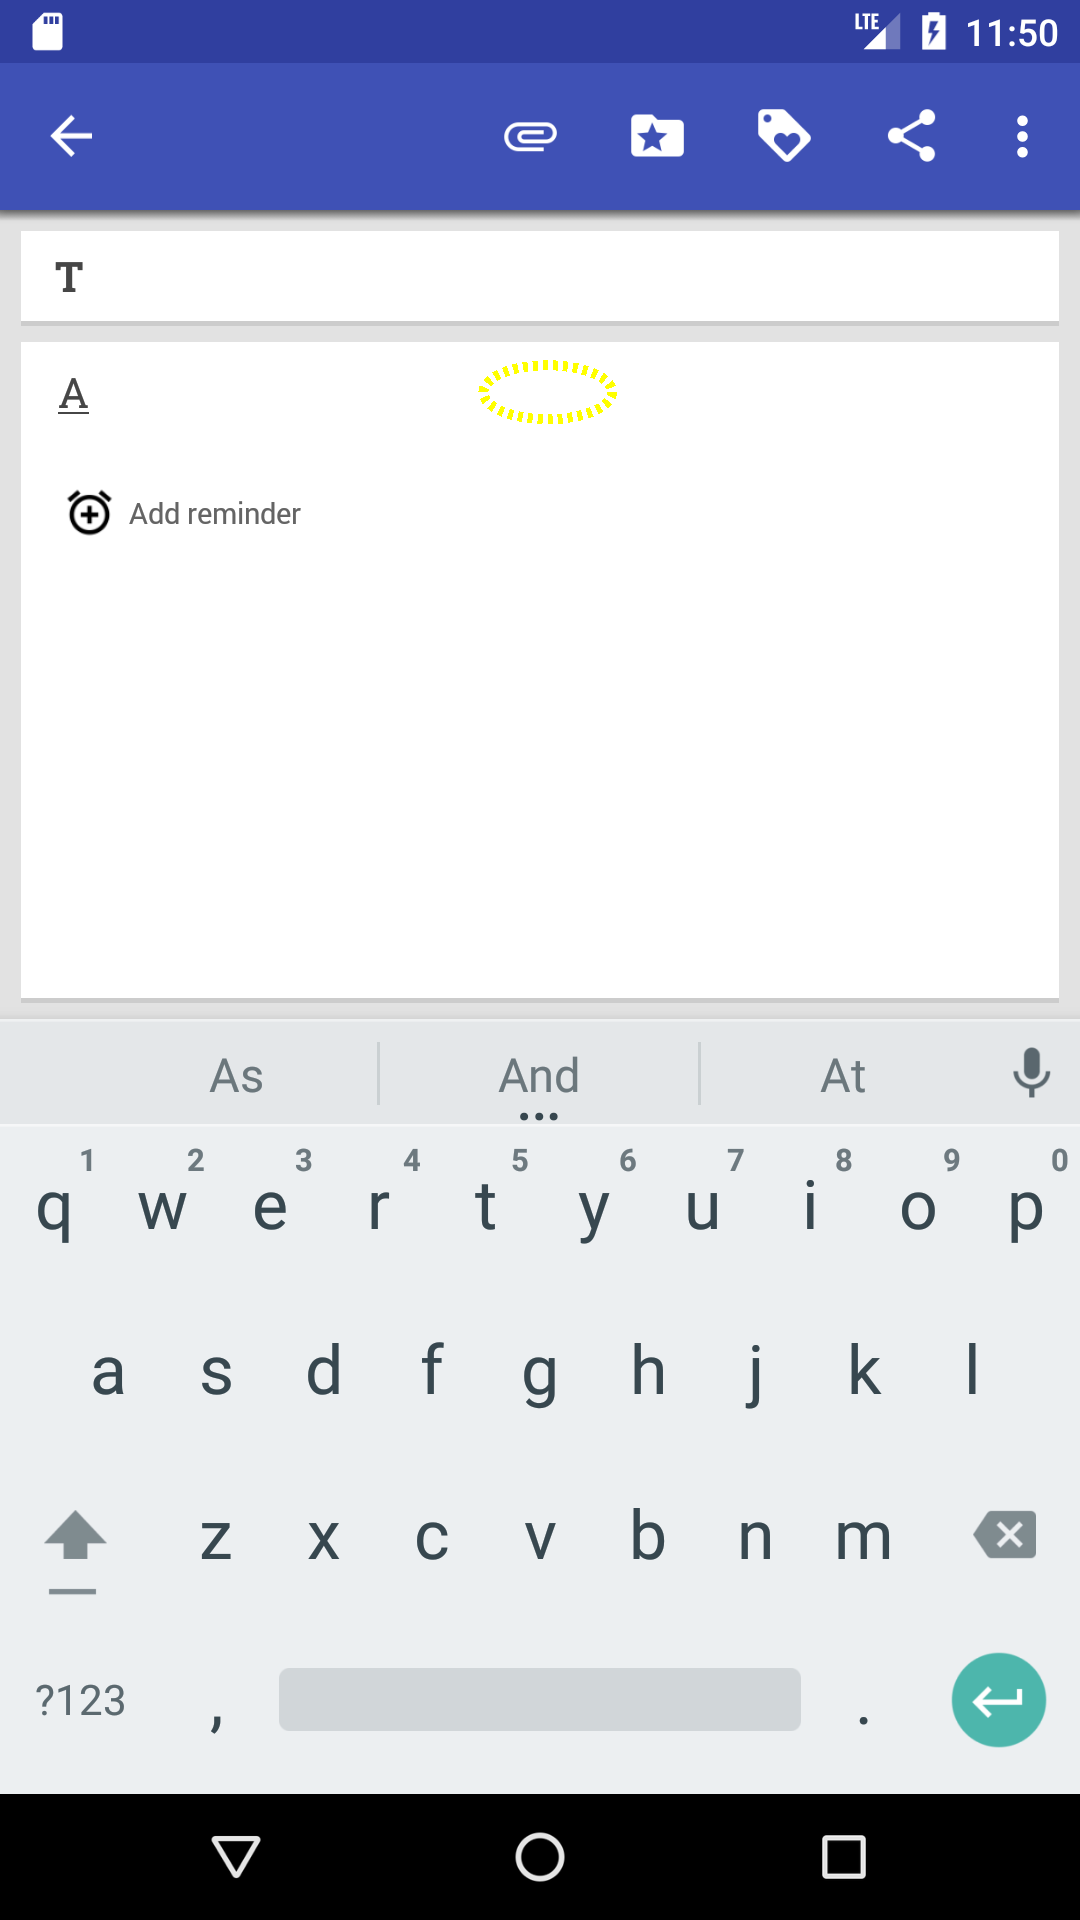 LTE 11:50
T
A
Add reminder
As And At
1 2 3 4 5 6 7 8 9 0
q w e r t y u i o p
a s d f g h j k l
z x c v b n m
?123 , .